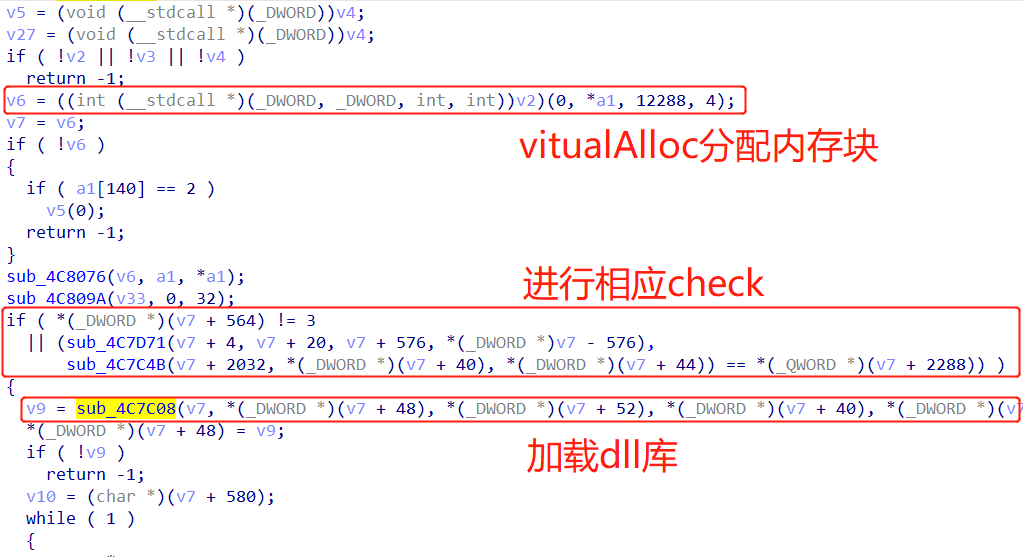 v5 = (void (__stdcall *)(_DWORD))v4;
v27 = (void (__stdcall *)(_DWORD))v4;
if ( !v2 || !v3 || !v4 )
return -1;
v6 = ((int (__stdcall *)(_DWORD, _DWORD, int, int))v2)(0, *a1, 12288, 4);
v7 = v6;
vitualAlloc分配内存块
if ( !v6 )
{
if ( a1[140] == 2 )
v5(0);
return -1;
}
sub_4C8076(v6, a1, *a1);
进行相应check
sub_4C809A(v33, 0, 32);
if ( *(_DWORD *)(v7 + 564) != 3
|| (sub_4C7D71(v7 + 4, v7 + 20, v7 + 576, *(_DWORD *)v7 - 576),
sub_4C7C4B(v7 + 2032, *(_DWORD *)(v7 + 40), *(_DWORD *)(v7 + 44)) == *(_QWORD *)(v7 + 2288)) )
{
v9 = sub_4C7C08(v7, *(_DWORD *)(v7 + 48), *(_DWORD *)(v7 + 52), *(_DWORD *)(v7 + 40), *(_DWORD *)(v7
*(_DWORD *)(v7 + 48) = v9;
if ( !v9 )
加载dll库
return -1;
v10 = (char *)(v7 + 580);
while ( 1 )
{